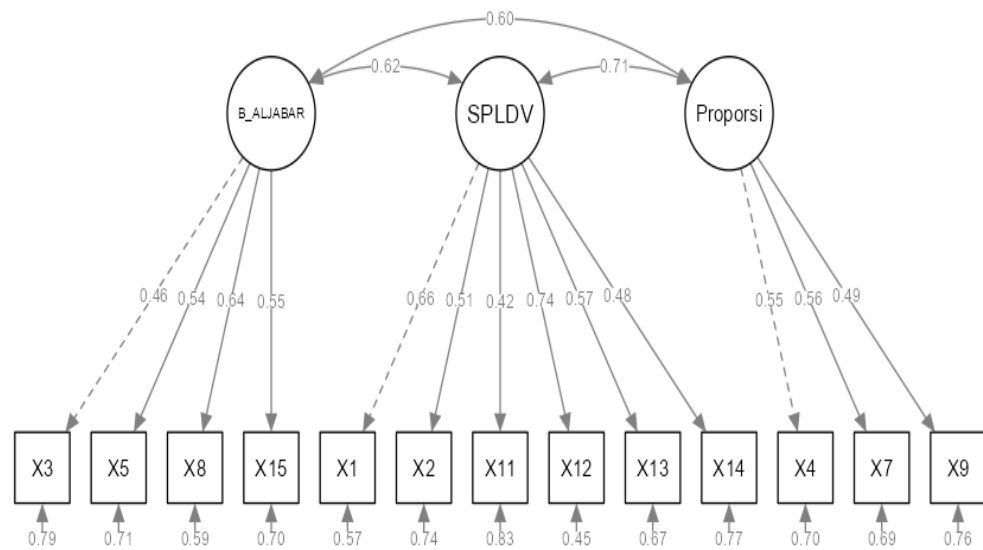 0.60
0.62 0.71
B_ALJABAR SPLDV Proporsi
0.46 0.54 0.64 0.55 0.66 0.51 0.42 0.74 0.57 0.48 0.55 0.56 0.49
X3 X5 X8 X15 X1 X2 X11 X12 X13 X14 X4 X7 X9
0.79 0.71 0.59 0.70 0.57 0.74 0.83 0.45 0.67 0.77 0.70 0.69 0.76